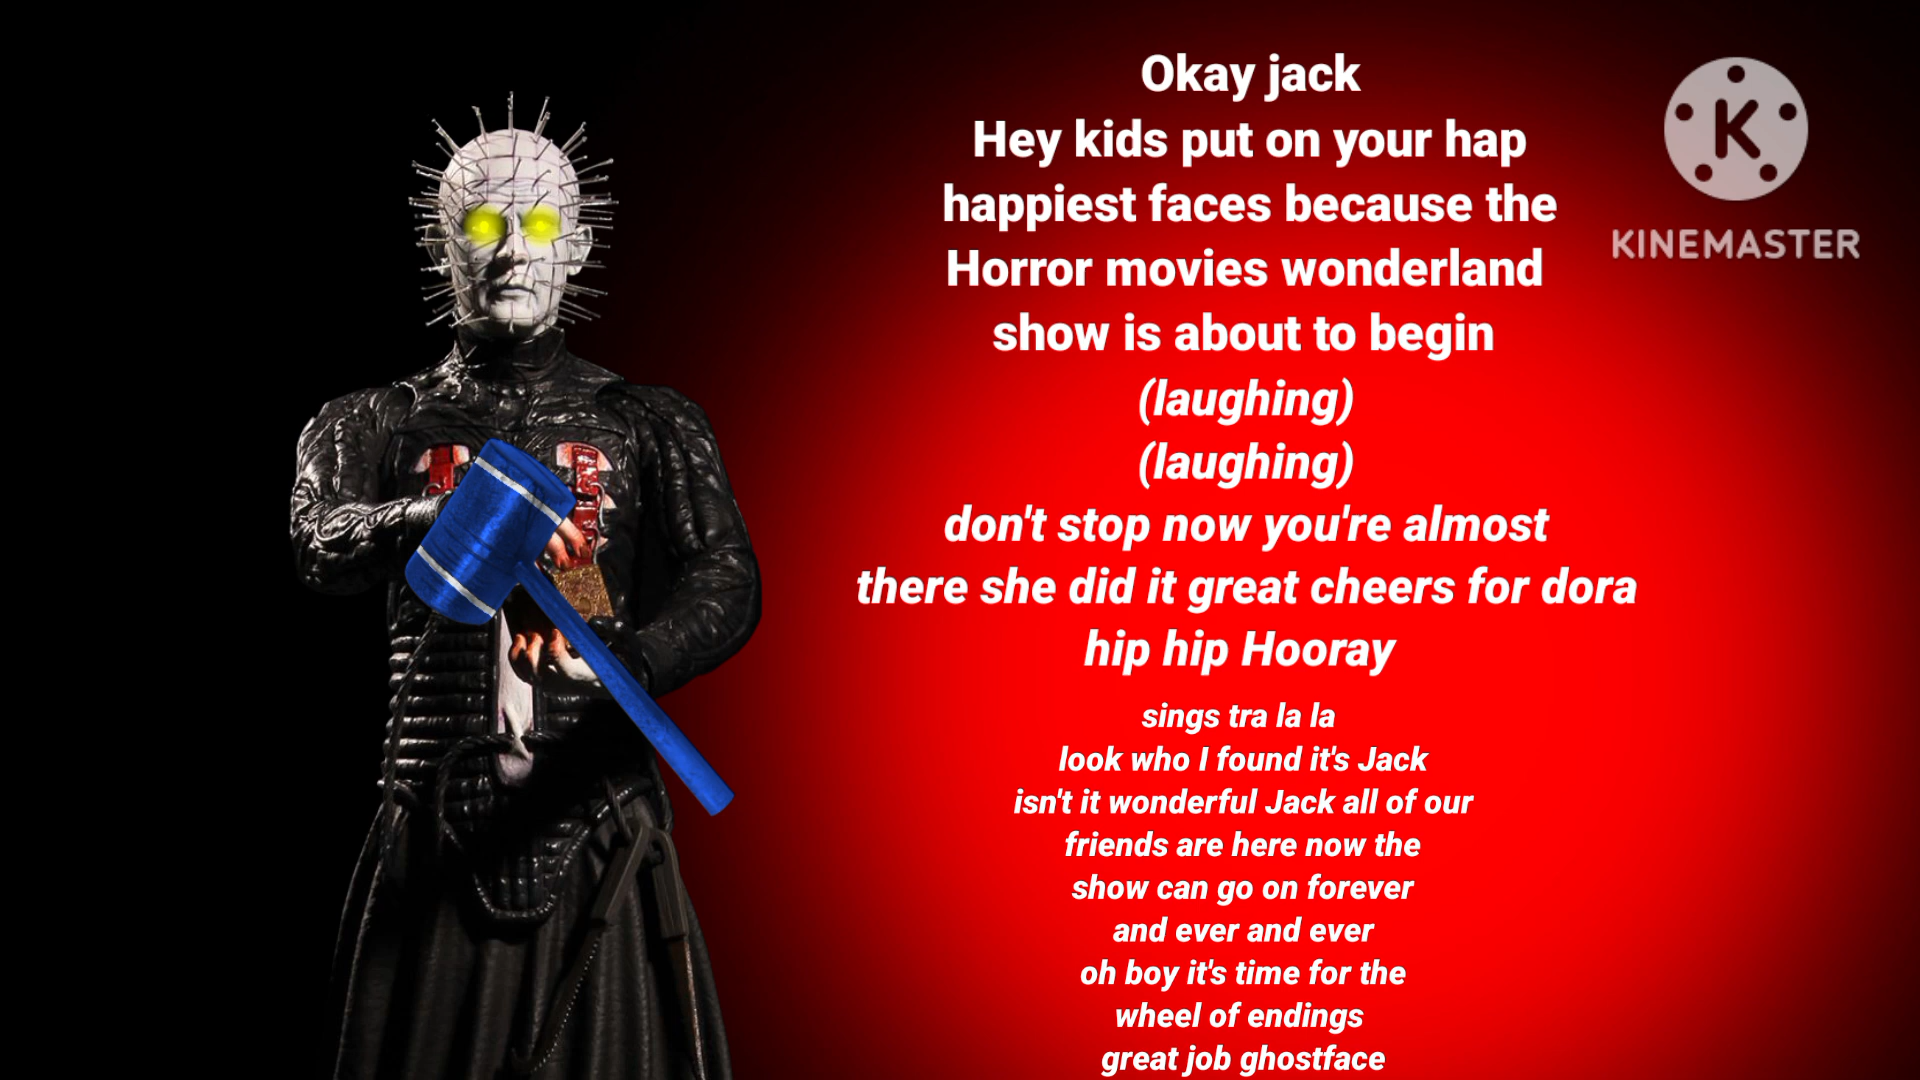 Okay jack
Hey kids put on your hap
happiest faces because the
Horror movies wonderland
show is about to begin
(laughing)
(laughing)
don't stop now you're almost
there she did it great cheers for dora
hip hip Hooray
sings tra la la
look who I found it's Jack
isn't it wonderful Jack all of our
friends are here now the
show can go on forever
and ever and ever
oh boy it's time for the
wheel of endings
great job ghostface
K
KINEMASTER